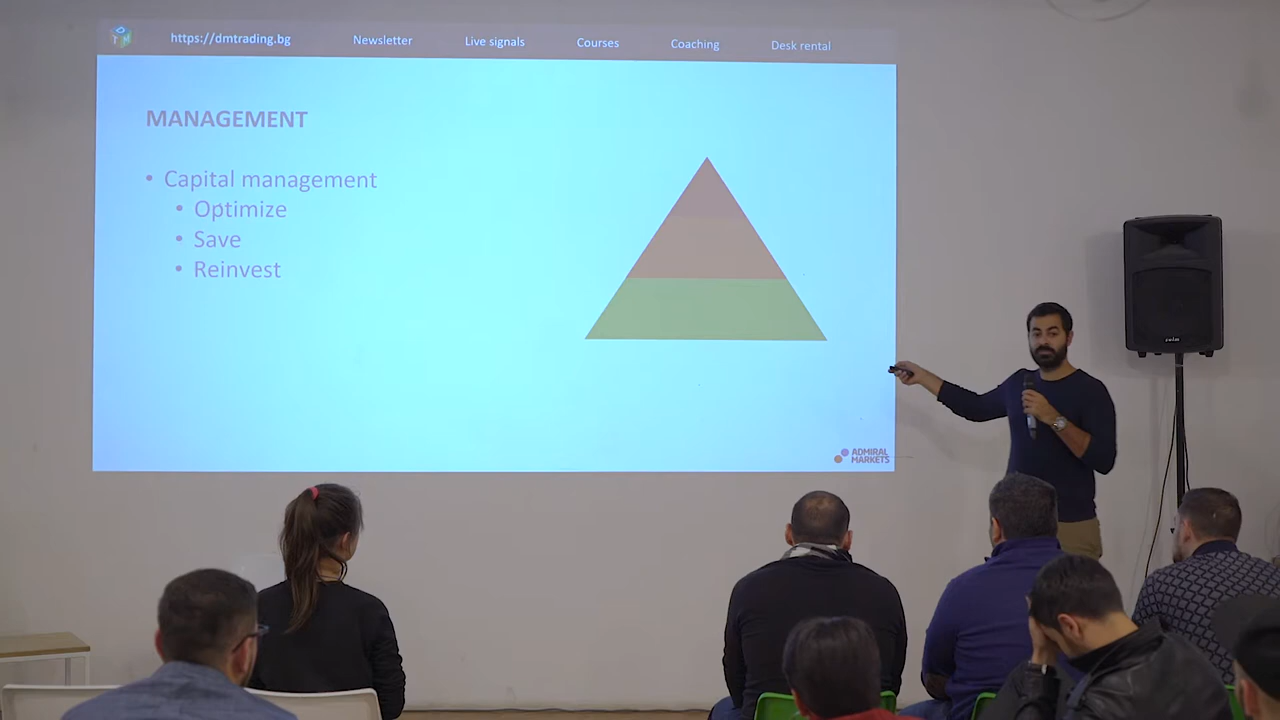 https://dmtrading.bg Newsletter Live signals Courses Coaching Desk rental
MANAGEMENT
• Capital management
• Optimize
• Save
• Reinvest
ADMIRAL
MARKETS